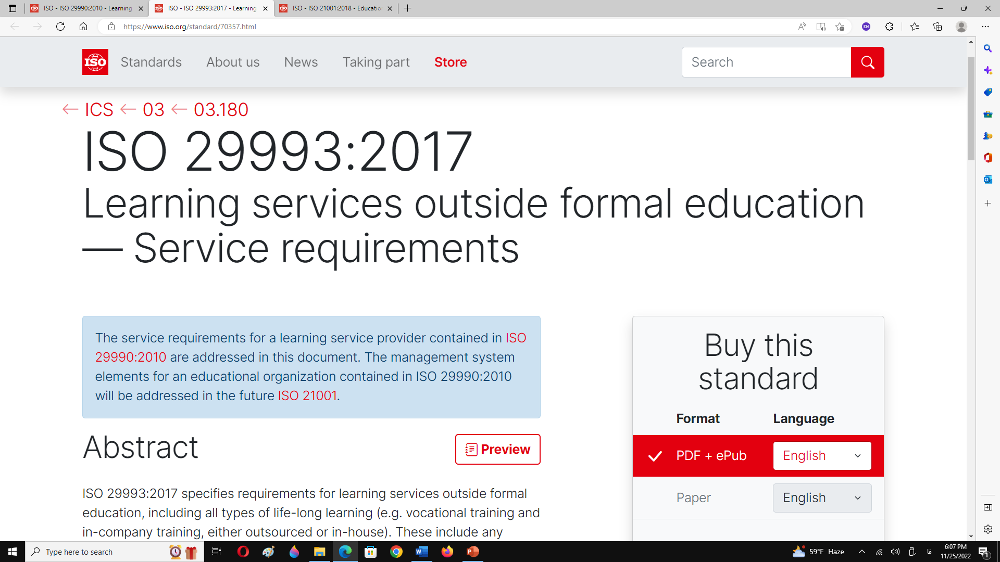 ISO - ISO 29990:2010 - Learning
ISO - ISO 29993:2017 - Learning
ISO - ISO 21001:2018 - Educatio
https://www.iso.org/standard/70357.html
EN
ISO
Standards
About us
News
Taking part
Store
Search
← ICS ← 03 ← 03.180
ISO 29993:2017
Learning services outside formal education
— Service requirements
The service requirements for a learning service provider contained in ISO
29990:2010 are addressed in this document. The management system
elements for an educational organization contained in ISO 29990:2010
will be addressed in the future ISO 21001.
Abstract
Preview
ISO 29993:2017 specifies requirements for learning services outside formal
education, including all types of life-long learning (e.g. vocational training and
in-company training, either outsourced or in-house). These include any
Buy this
standard
Format Language
PDF + ePub English
Paper English
Type here to search
59°F Haze
فا
6:07 PM
11/25/2022
1